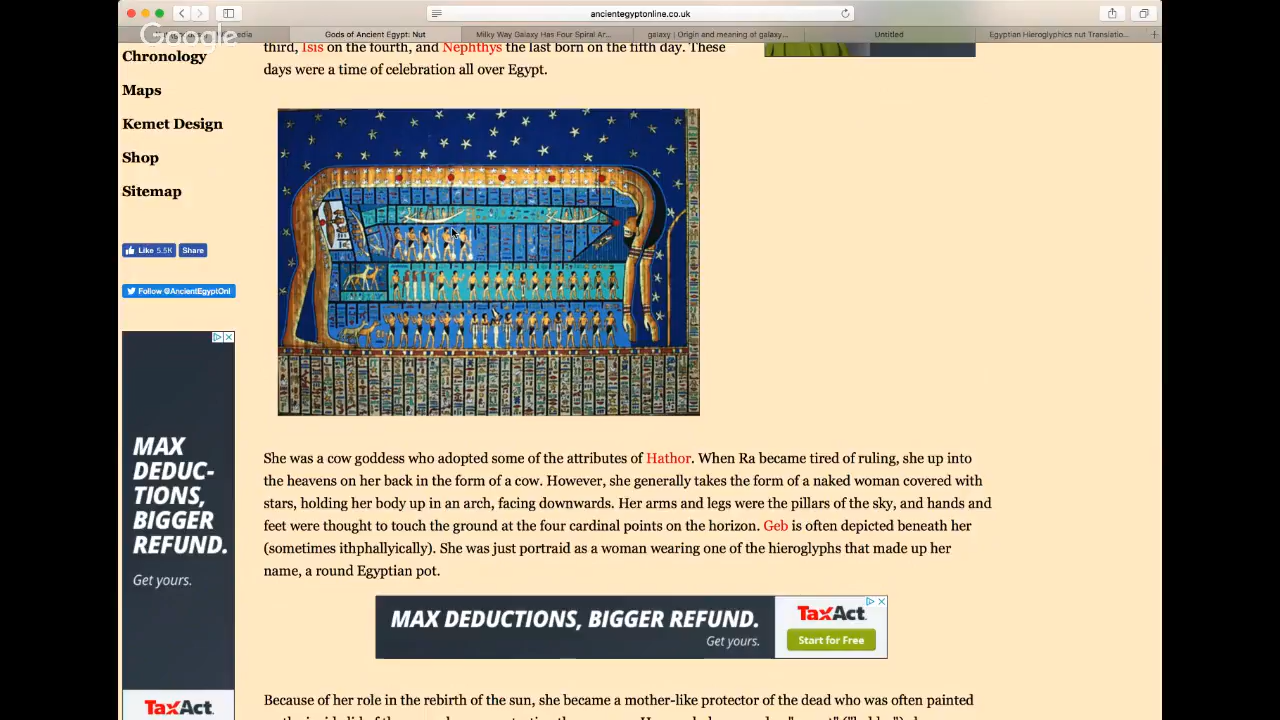 ancientegyptonline.co.uk
Google
Gods of Ancient Egypt: Nut
Milky Way Galaxy Has Four Spiral Ar...
galaxy | Origin and meaning of galaxy...
Untitled
Egyptian Hieroglyphics nut Translatio...
Chronology
Maps
Kemet Design
Shop
Sitemap
Like 5.5K
Share
Follow @AncientEgyptOnl
MAX
DEDUC-
TIONS,
BIGGER
REFUND.
Get yours.
TaxAct
third, Isis on the fourth, and Nephthys the last born on the fifth day. These
days were a time of celebration all over Egypt.
She was a cow goddess who adopted some of the attributes of Hathor. When Ra became tired of ruling, she up into
the heavens on her back in the form of a cow. However, she generally takes the form of a naked woman covered with
stars, holding her body up in an arch, facing downwards. Her arms and legs were the pillars of the sky, and hands and
feet were thought to touch the ground at the four cardinal points on the horizon. Geb is often depicted beneath her
(sometimes ithphallyically). She was just portraid as a woman wearing one of the hieroglyphs that made up her
name, a round Egyptian pot.
MAX DEDUCTIONS, BIGGER REFUND.
Get yours.
TaxAct
Start for Free
Because of her role in the rebirth of the sun, she became a mother-like protector of the dead who was often painted